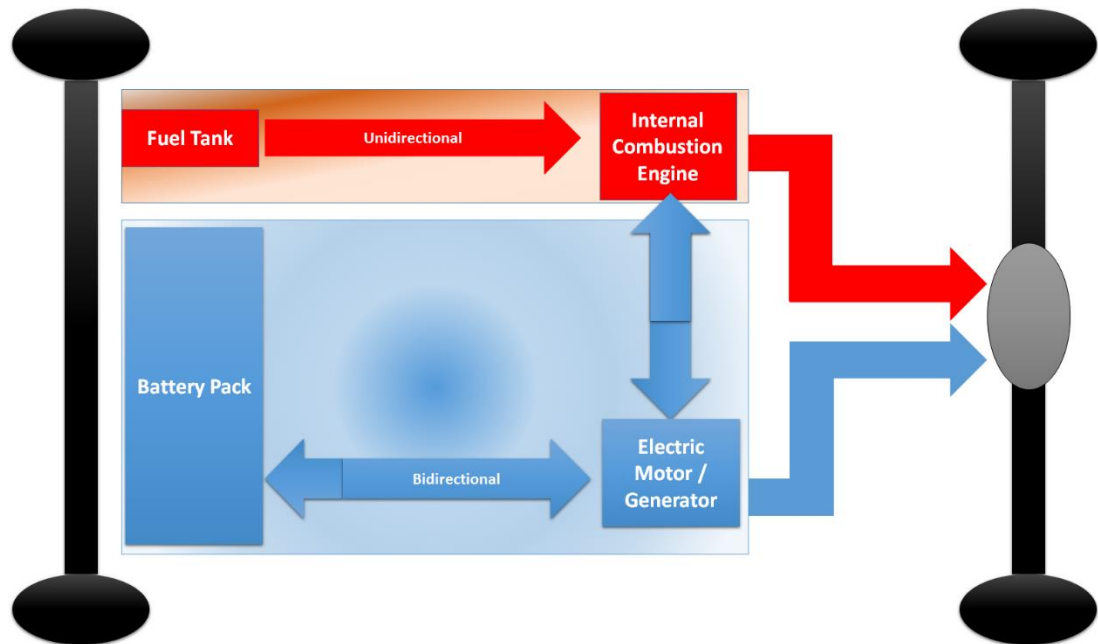 Fuel Tank
Unidirectional
Internal
Combustion
Engine
Battery Pack
Bidirectional
Electric
Motor /
Generator